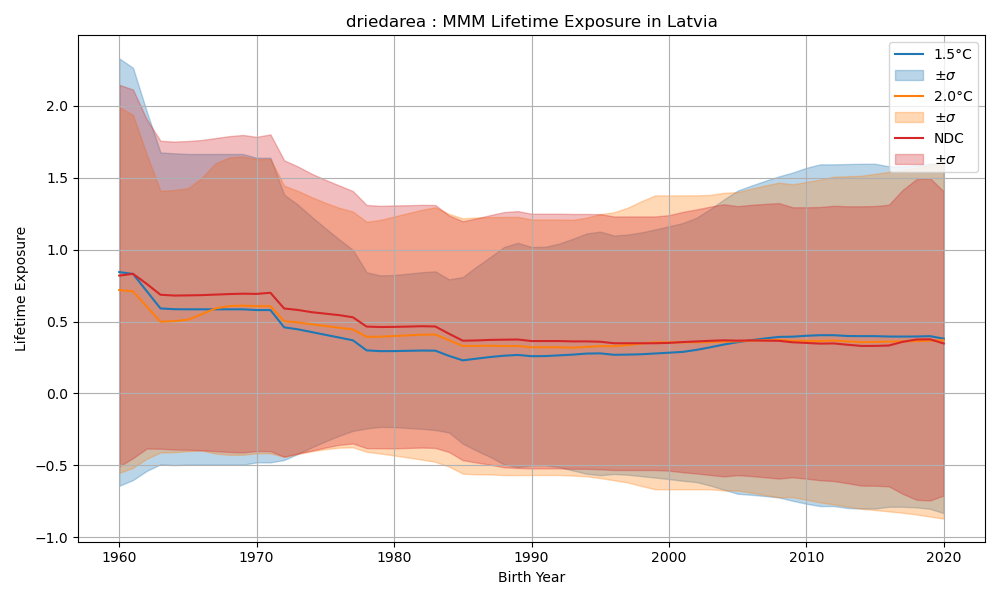 driedarea : MMM Lifetime Exposure in Latvia
1.5°C
±σ
2.0°C
±σ
NDC
±σ
Lifetime Exposure
2.0
1.5
1.0
0.5
0.0
−0.5
−1.0
1960 1970 1980 1990 2000 2010 2020
Birth Year